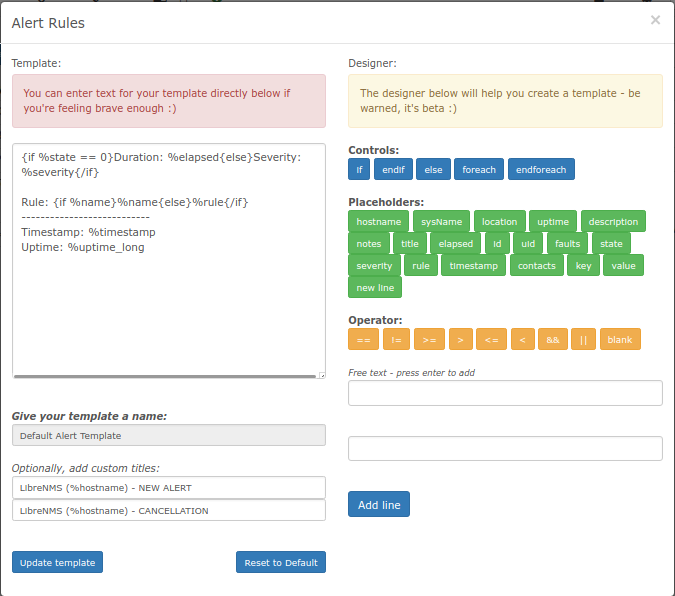 Alert Rules
×
Template:
You can enter text for your template directly below if
you're feeling brave enough :)
{if %state == 0}Duration: %elapsed{else}Severity:
%severity{/if}
Rule: {if %name}%name{else}%rule{/if}
----------------------------
Timestamp: %timestamp
Uptime: %uptime_long
Give your template a name:
Default Alert Template
Optionally, add custom titles:
LibreNMS (%hostname) - NEW ALERT
LibreNMS (%hostname) - CANCELLATION
Update template
Reset to Default
Designer:
The designer below will help you create a template - be
warned, it's beta :)
Controls:
if endif else foreach endforeach
Placeholders:
hostname sysName location uptime description
notes title elapsed id uid faults state
severity rule timestamp contacts key value
new line
Operator:
== != >= > <= < && || blank
Free text - press enter to add
Add line